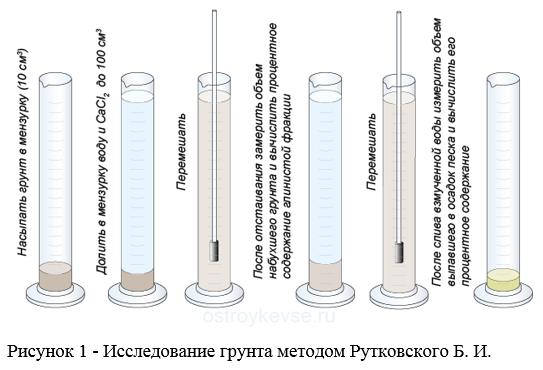 Насыпать грунт в мензурку (10 см³)
Долить в мензурку воду и CaCl₂ до 100 см³
Перемешать
После отстаивания замерить объем
набухшего грунта и вычислить процентное
содержание глинистой фракции
Перемешать
После слива взмученной воды измерить объем
выпавшего в осадок песка и вычислить его
процентное содержание
ostroykevse.ru
Рисунок 1 - Исследование грунта методом Рутковского Б. И.